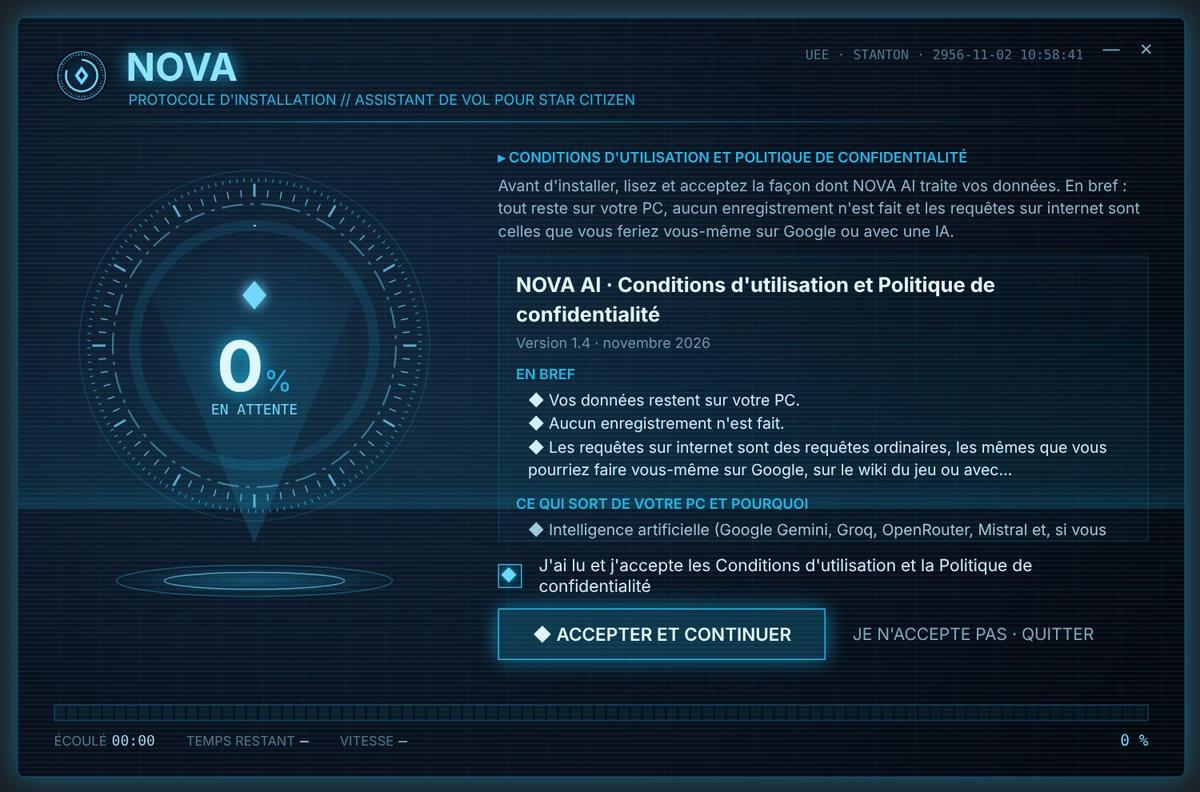 NOVA
PROTOCOLE D'INSTALLATION // ASSISTANT DE VOL POUR STAR CITIZEN
UEE · STANTON · 2956-11-02 10:58:41
▸ CONDITIONS D'UTILISATION ET POLITIQUE DE CONFIDENTIALITÉ
Avant d'installer, lisez et acceptez la façon dont NOVA AI traite vos données. En bref :
tout reste sur votre PC, aucun enregistrement n'est fait et les requêtes sur internet sont
celles que vous feriez vous-même sur Google ou avec une IA.
NOVA AI · Conditions d'utilisation et Politique de
confidentialité
Version 1.4 · novembre 2026
EN BREF
◆ Vos données restent sur votre PC.
◆ Aucun enregistrement n'est fait.
◆ Les requêtes sur internet sont des requêtes ordinaires, les mêmes que vous
pourriez faire vous-même sur Google, sur le wiki du jeu ou avec...
CE QUI SORT DE VOTRE PC ET POURQUOI
◆ Intelligence artificielle (Google Gemini, Groq, OpenRouter, Mistral et, si vous
0%
EN ATTENTE
J'ai lu et j'accepte les Conditions d'utilisation et la Politique de
confidentialité
◆ ACCEPTER ET CONTINUER
JE N'ACCEPTE PAS · QUITTER
ÉCOULÉ 00:00
TEMPS RESTANT —
VITESSE —
0 %